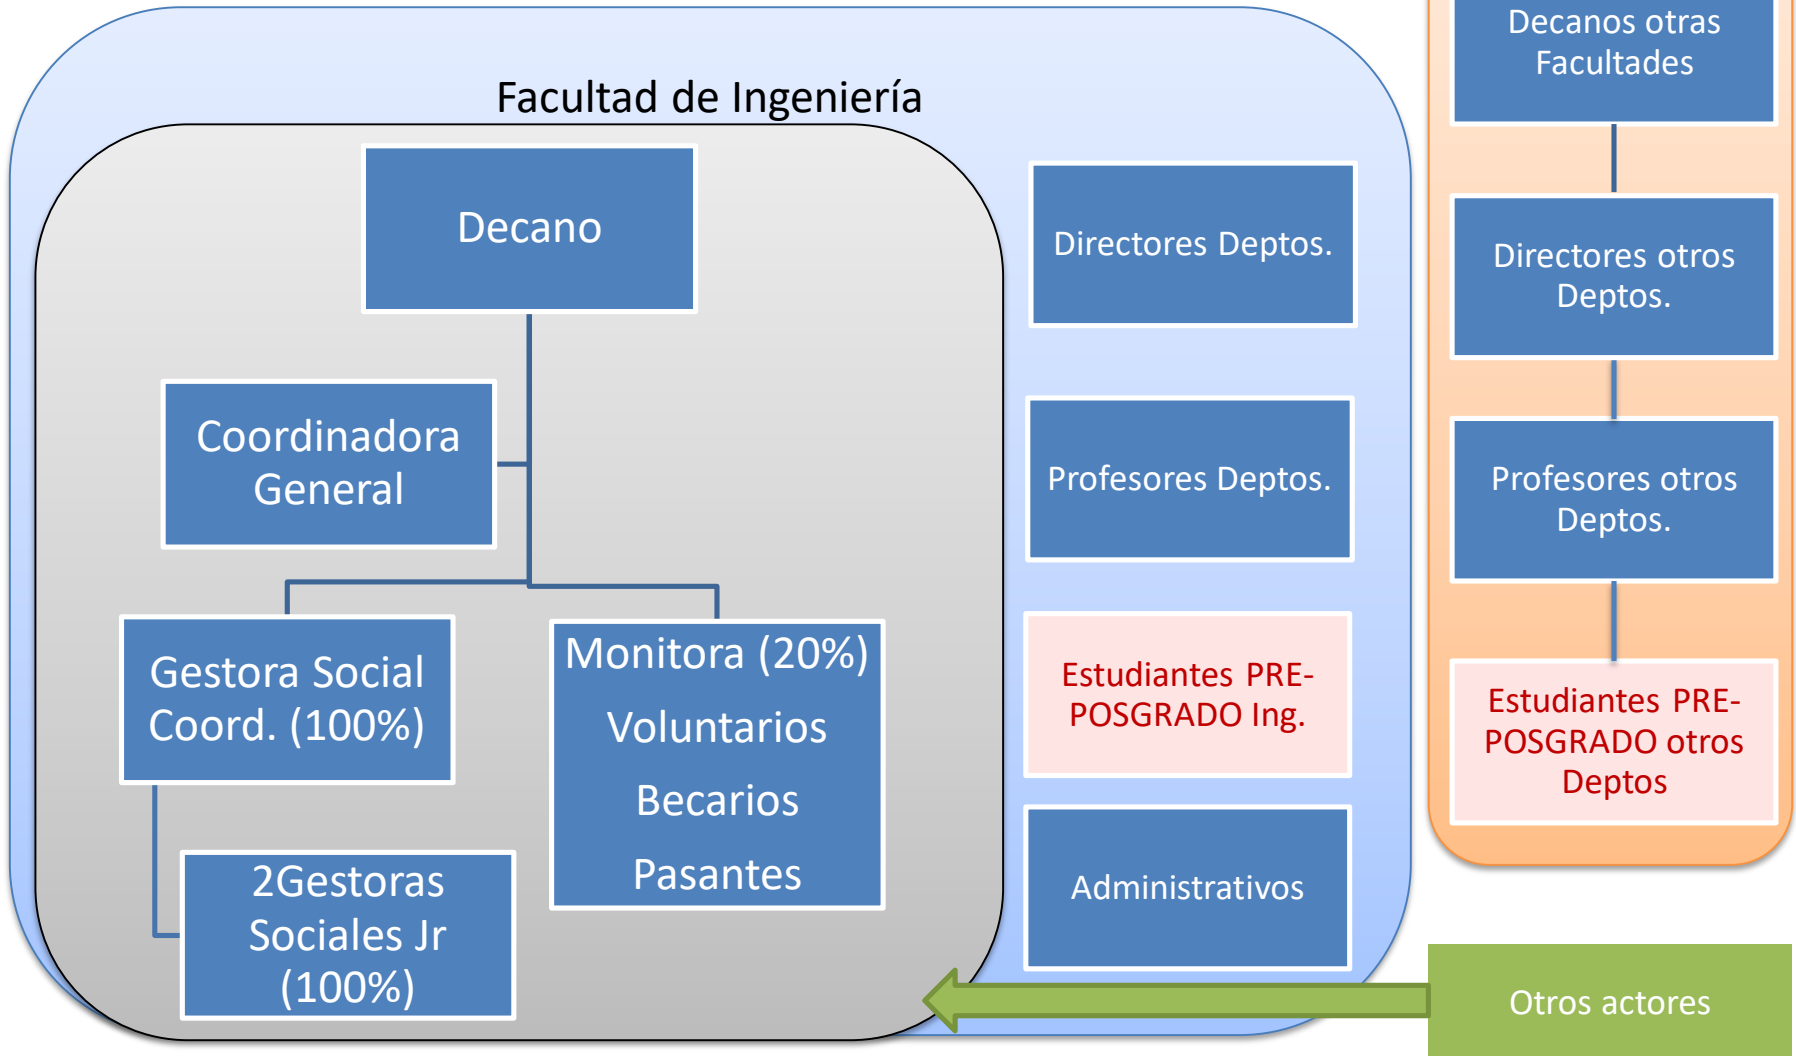 Facultad de Ingeniería
Decano
Coordinadora
General
Gestora Social
Coord. (100%)
2Gestoras
Sociales Jr
(100%)
Monitora (20%)
Voluntarios
Becarios
Pasantes
Directores Deptos.
Profesores Deptos.
Estudiantes PRE-
POSGRADO Ing.
Administrativos
Decanos otras
Facultades
Directores otros
Deptos.
Profesores otros
Deptos.
Estudiantes PRE-
POSGRADO otros
Deptos
Otros actores